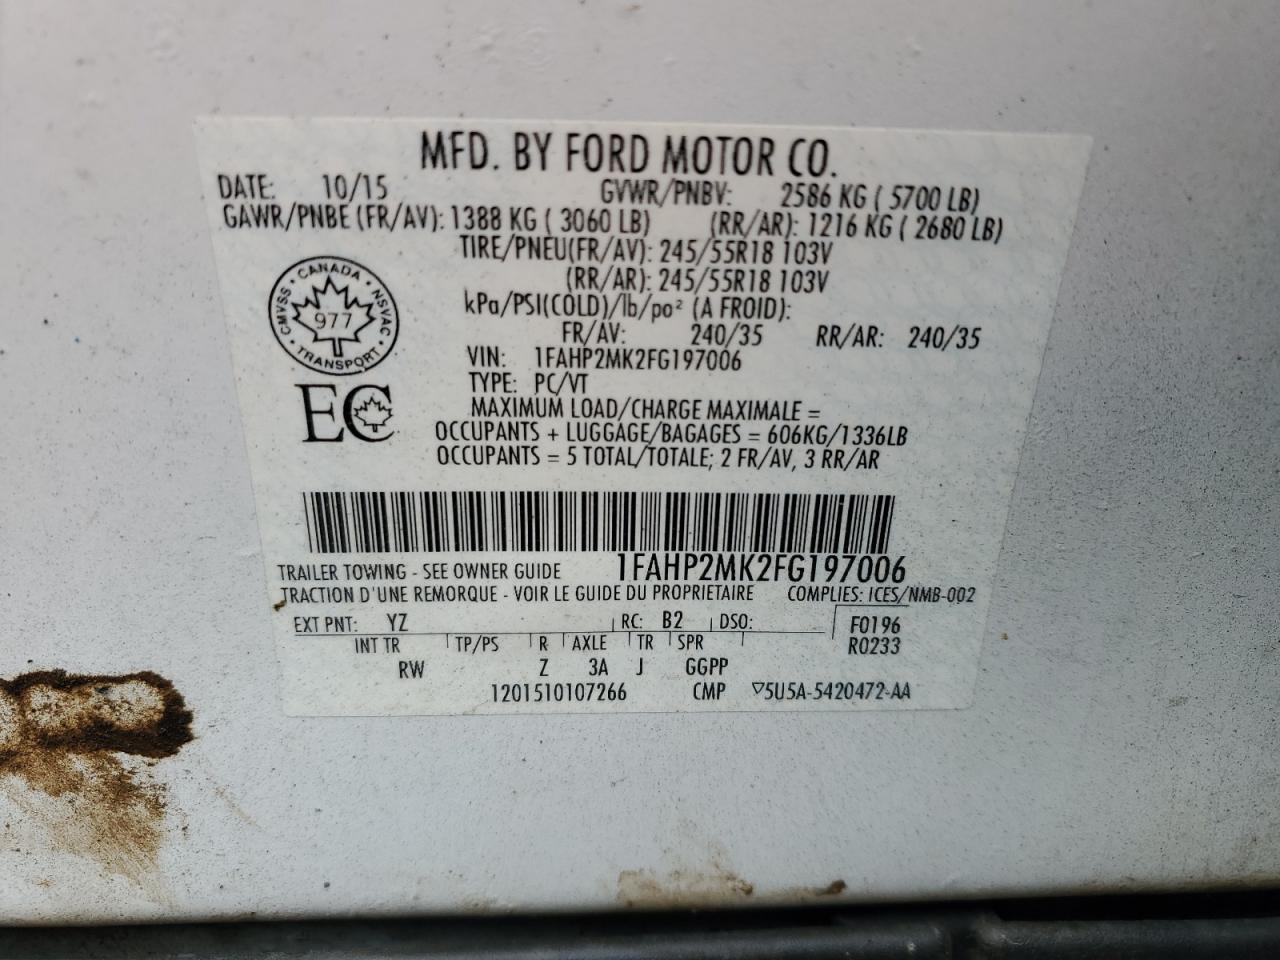 MFD. BY FORD MOTOR CO.
DATE: 10/15 GVWR/PNBV: 2586 KG ( 5700 LB)
GAWR/PNBE (FR/AV): 1388 KG ( 3060 LB) (RR/AR): 1216 KG ( 2680 LB)
TIRE/PNEU(FR/AV): 245/55R18 103V
(RR/AR): 245/55R18 103V
kPa/PSI(COLD)/lb/po² (A FROID):
FR/AV: 240/35 RR/AR: 240/35
CANADA
CMVSS NSVAC
977
TRANSPORT
VIN: 1FAHP2MK2FG197006
TYPE: PC/VT
EC
MAXIMUM LOAD/CHARGE MAXIMALE =
OCCUPANTS + LUGGAGE/BAGAGES = 606KG/1336LB
OCCUPANTS = 5 TOTAL/TOTALE; 2 FR/AV, 3 RR/AR
TRAILER TOWING - SEE OWNER GUIDE 1FAHP2MK2FG197006
TRACTION D'UNE REMORQUE - VOIR LE GUIDE DU PROPRIETAIRE COMPLIES: ICES/NMB-002
EXT PNT: YZ RC: B2 DSO: F0196
INT TR TP/PS R AXLE TR SPR R0233
RW Z 3A J GGPP
1201510107266 CMP ▽5U5A-5420472-AA